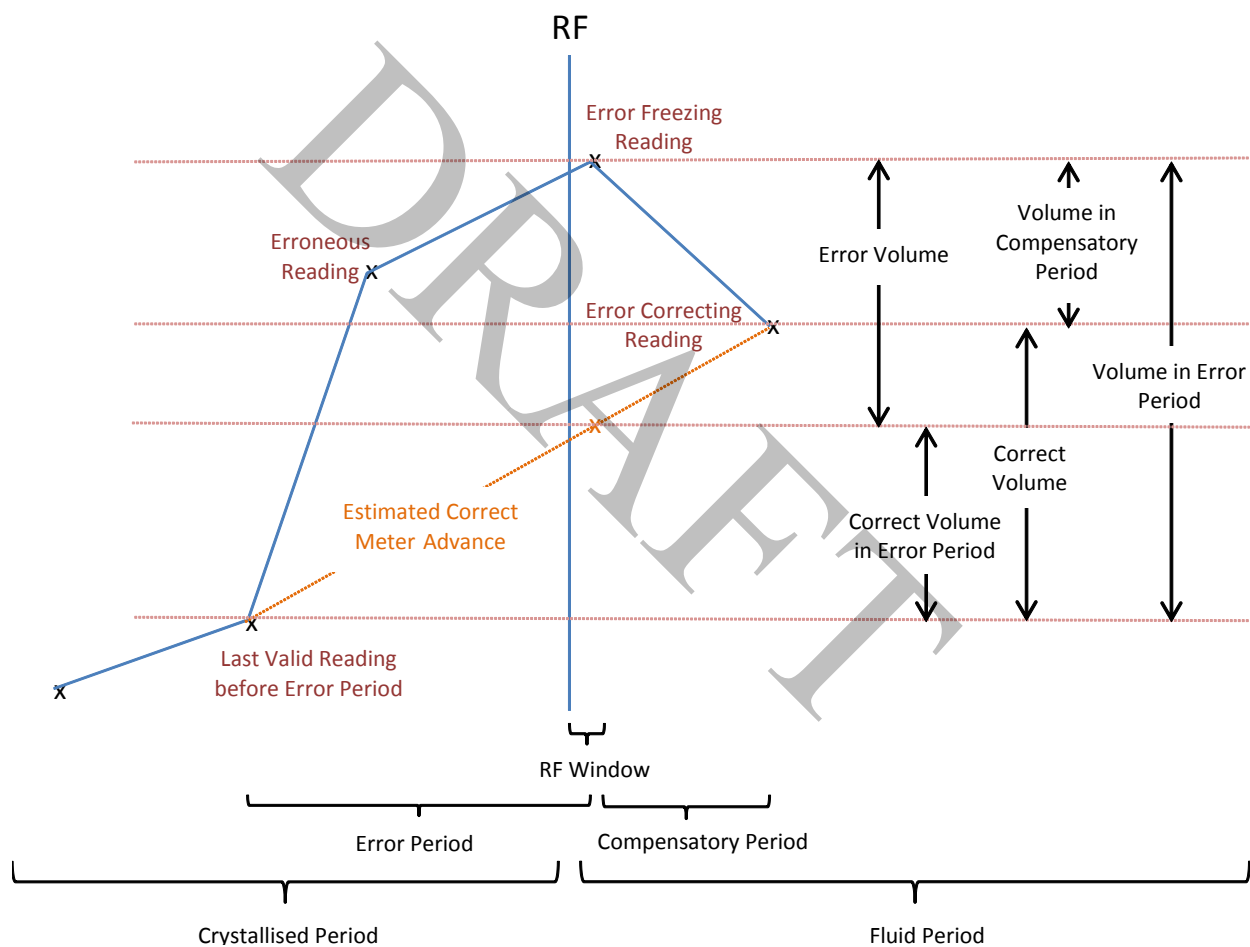 RF
Error Freezing
Reading
Erroneous
Reading
Error Volume
Volume in
Compensatory
Period
Error Correcting
Reading
Volume in Error
Period
Correct
Volume
Estimated Correct
Meter Advance
Correct Volume
in Error Period
Last Valid Reading
before Error Period
RF Window
Error Period
Compensatory Period
Crystallised Period
Fluid Period
DRAFT
x
x
x
x
x
x